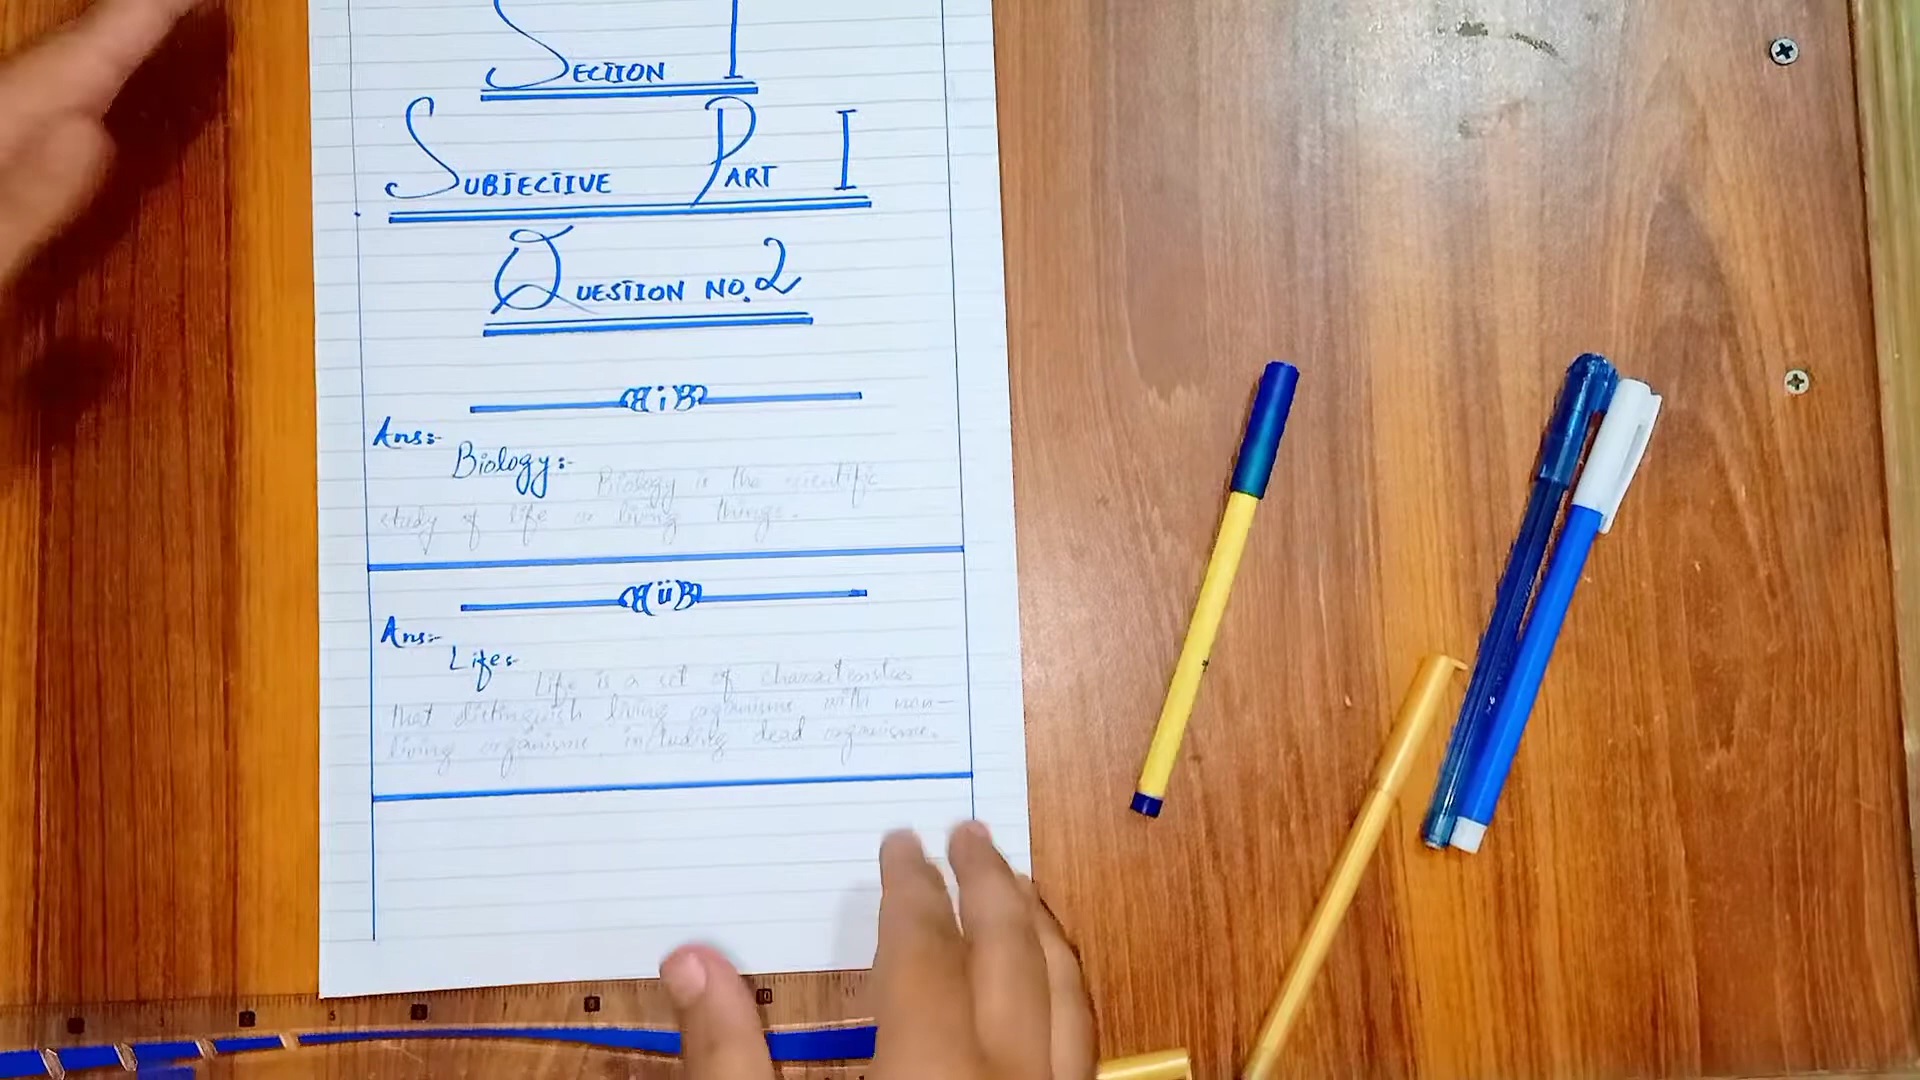 SECTION I
SUBJECTIVE PART I
QUESTION NO.2
(i)
Ans:-
Biology:- Biology is the scientific
study of life or living things.
(ii)
Ans:-
Life:-
Life is a set of characteristics
that distinguish living organisms with non-
living organisms including dead organisms.